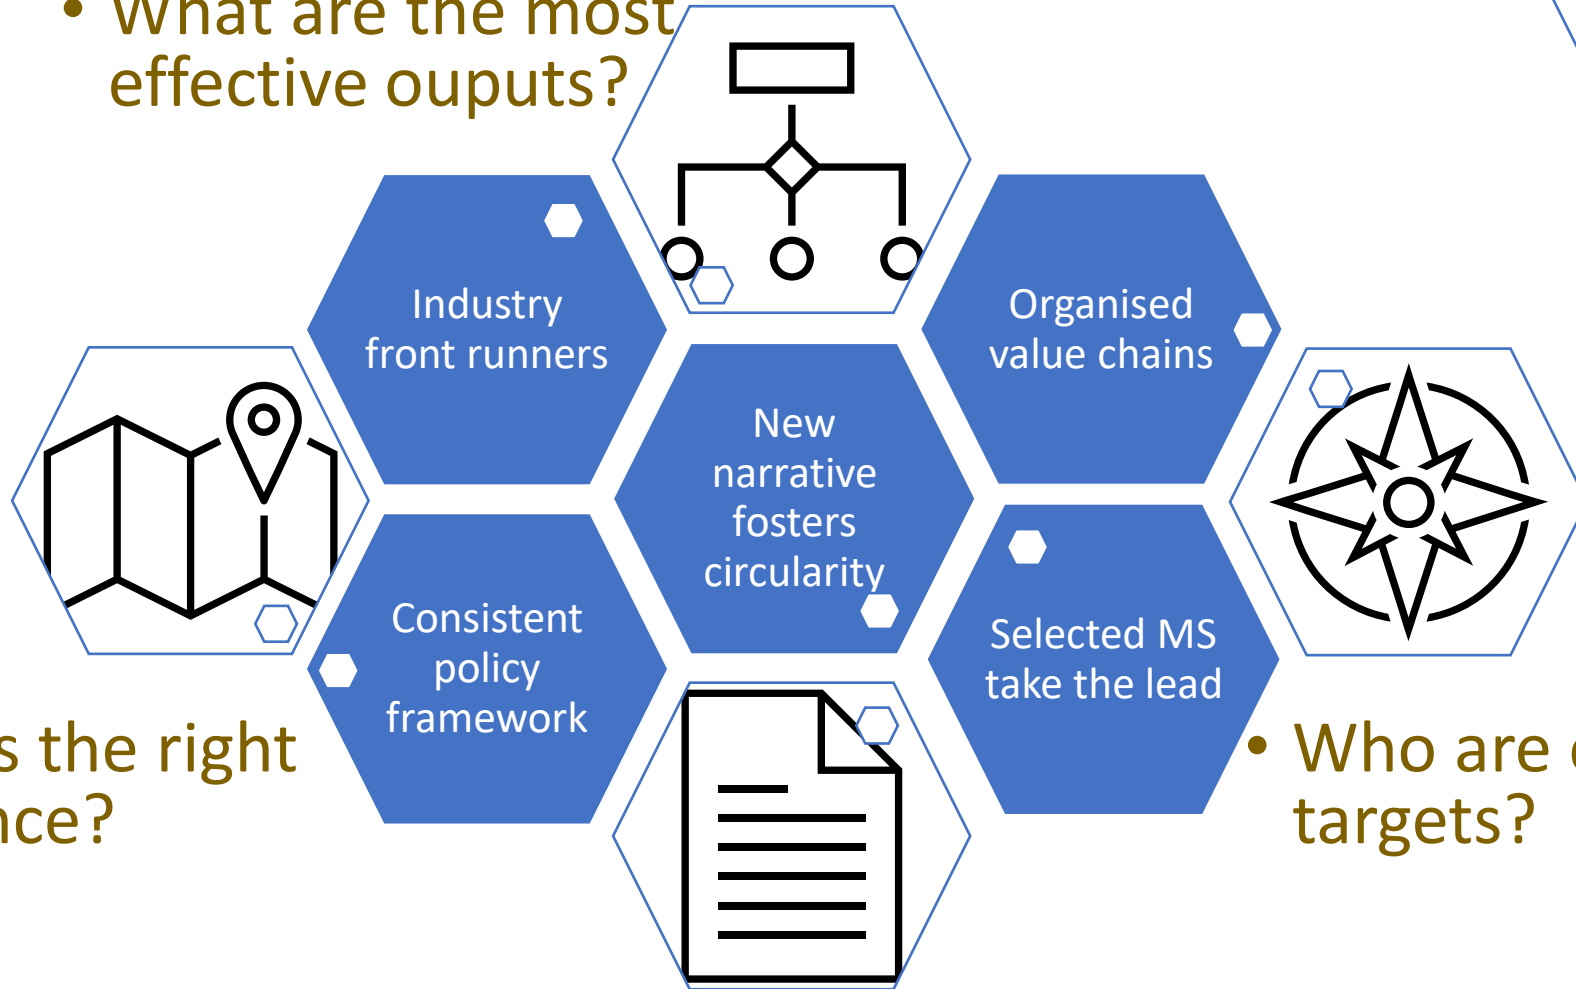 • What are the most
effective ouputs?
Industry
front runners
Organised
value chains
New
narrative
fosters
circularity
Consistent
policy
framework
Selected MS
take the lead
the right
• Who are
targets?